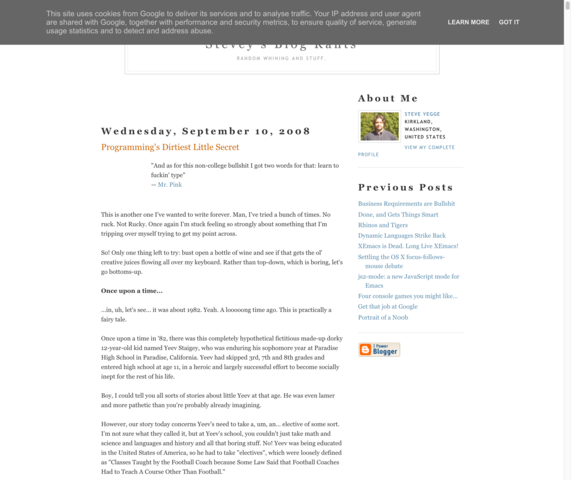 This site uses cookies from Google to deliver its services and to analyse traffic. Your IP address and user agent
are shared with Google, together with performance and security metrics, to ensure quality of service, generate
usage statistics and to detect and address abuse.
LEARN MORE GOT IT
Stevey's Blog Rants
RANDOM WHINING AND STUFF.
Wednesday, September 10, 2008
Programming's Dirtiest Little Secret
"And as for this non-college bullshit I got two words for that: learn to
fuckin' type"
— Mr. Pink
This is another one I've wanted to write forever. Man, I've tried a bunch of times. No
ruck. Not Rucky. Once again I'm stuck feeling so strongly about something that I'm
tripping over myself trying to get my point across.
So! Only one thing left to try: bust open a bottle of wine and see if that gets the ol'
creative juices flowing all over my keyboard. Rather than top-down, which is boring, let's
go bottoms-up.
Once upon a time...
...in, uh, let's see... it was about 1982. Yeah. A looooong time ago. This is practically a
fairy tale.
Once upon a time in '82, there was this completely hypothetical fictitious made-up dorky
12-year-old kid named Yeev Staigey, who was enduring his sophomore year at Paradise
High School in Paradise, California. Yeev had skipped 3rd, 7th and 8th grades and
entered high school at age 11, in a heroic and largely successful effort to become socially
inept for the rest of his life.
Boy, I could tell you all sorts of stories about little Yeev at that age. He was even lamer
and more pathetic than you're probably already imagining.
However, our story today concerns Yeev's need to take a, um, an... elective of some sort.
I'm not sure what they called it, but at Yeev's school, you couldn't just take math and
science and languages and history and all that boring stuff. No! Yeev was being educated
in the United States of America, so he had to take "electives", which were loosely defined
as "Classes Taught by the Football Coach because Some Law Said that Football Coaches
Had to Teach A Course Other Than Football."
About Me
STEVE YEGGE
KIRKLAND,
WASHINGTON,
UNITED STATES
VIEW MY COMPLETE
PROFILE
Previous Posts
Business Requirements are Bullshit
Done, and Gets Things Smart
Rhinos and Tigers
Dynamic Languages Strike Back
XEmacs is Dead. Long Live XEmacs!
Settling the OS X focus-follows-
mouse debate
js2-mode: a new JavaScript mode for
Emacs
Four console games you might like...
Get that job at Google
Portrait of a Noob
I Power
Blogger